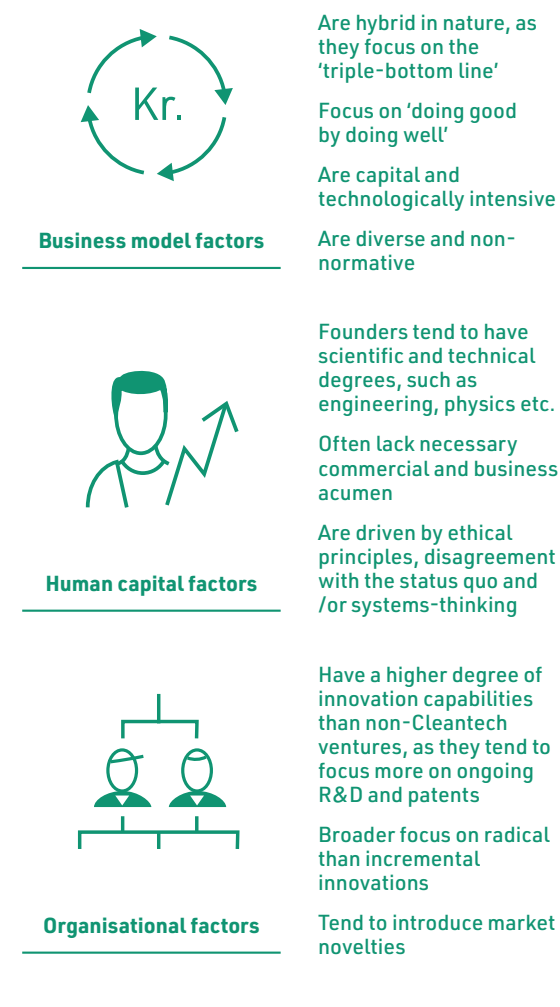 Kr.
Business model factors
Are hybrid in nature, as
they focus on the
‘triple-bottom line’
Focus on ‘doing good
by doing well’
Are capital and
technologically intensive
Are diverse and non-
normative
Human capital factors
Founders tend to have
scientific and technical
degrees, such as
engineering, physics etc.
Often lack necessary
commercial and business
acumen
Are driven by ethical
principles, disagreement
with the status quo and
/or systems-thinking
Organisational factors
Have a higher degree of
innovation capabilities
than non-Cleantech
ventures, as they tend to
focus more on ongoing
R&D and patents
Broader focus on radical
than incremental
innovations
Tend to introduce market
novelties